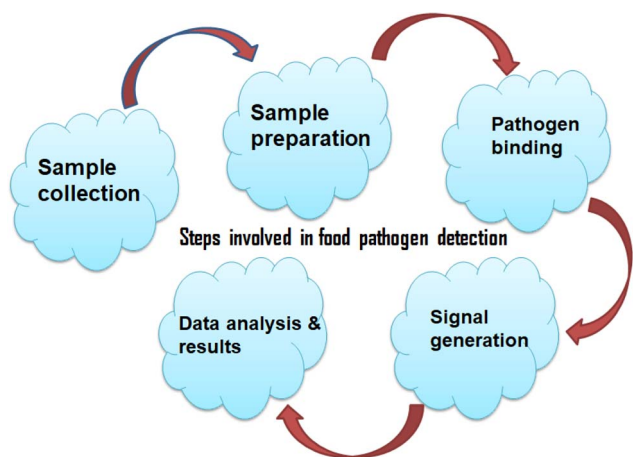 Sample
collection
Sample
preparation
Pathogen
binding
Steps involved in food pathogen detection
Signal
generation
Data analysis &
results